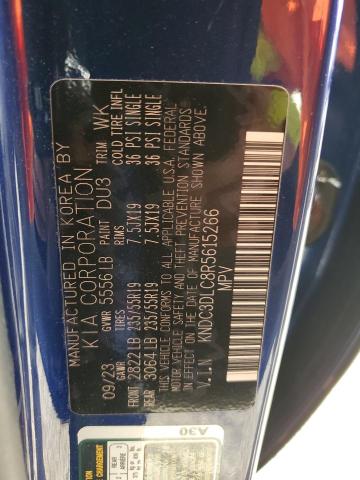 MANUFACTURED IN KOREA BY
KIA CORPORATION
09/23 GVWR 5556 LB PAINT DU3 TRIM WK
GAWR TIRES RIMS COLD TIRE INFL
FRONT 2822 LB 235/55R19 7.5JX19 36 PSI SINGLE
REAR 3064 LB 235/55R19 7.5JX19 36 PSI SINGLE
THIS VEHICLE CONFORMS TO ALL APPLICABLE U.S.A. FEDERAL
MOTOR VEHICLE SAFETY AND THEFT PREVENTION STANDARDS
IN EFFECT ON THE DATE OF MANUFACTURE SHOWN ABOVE.
V.I.N KNDC3DLC8R5615266
MPV
A30
REAR 2
ARRIÈRE